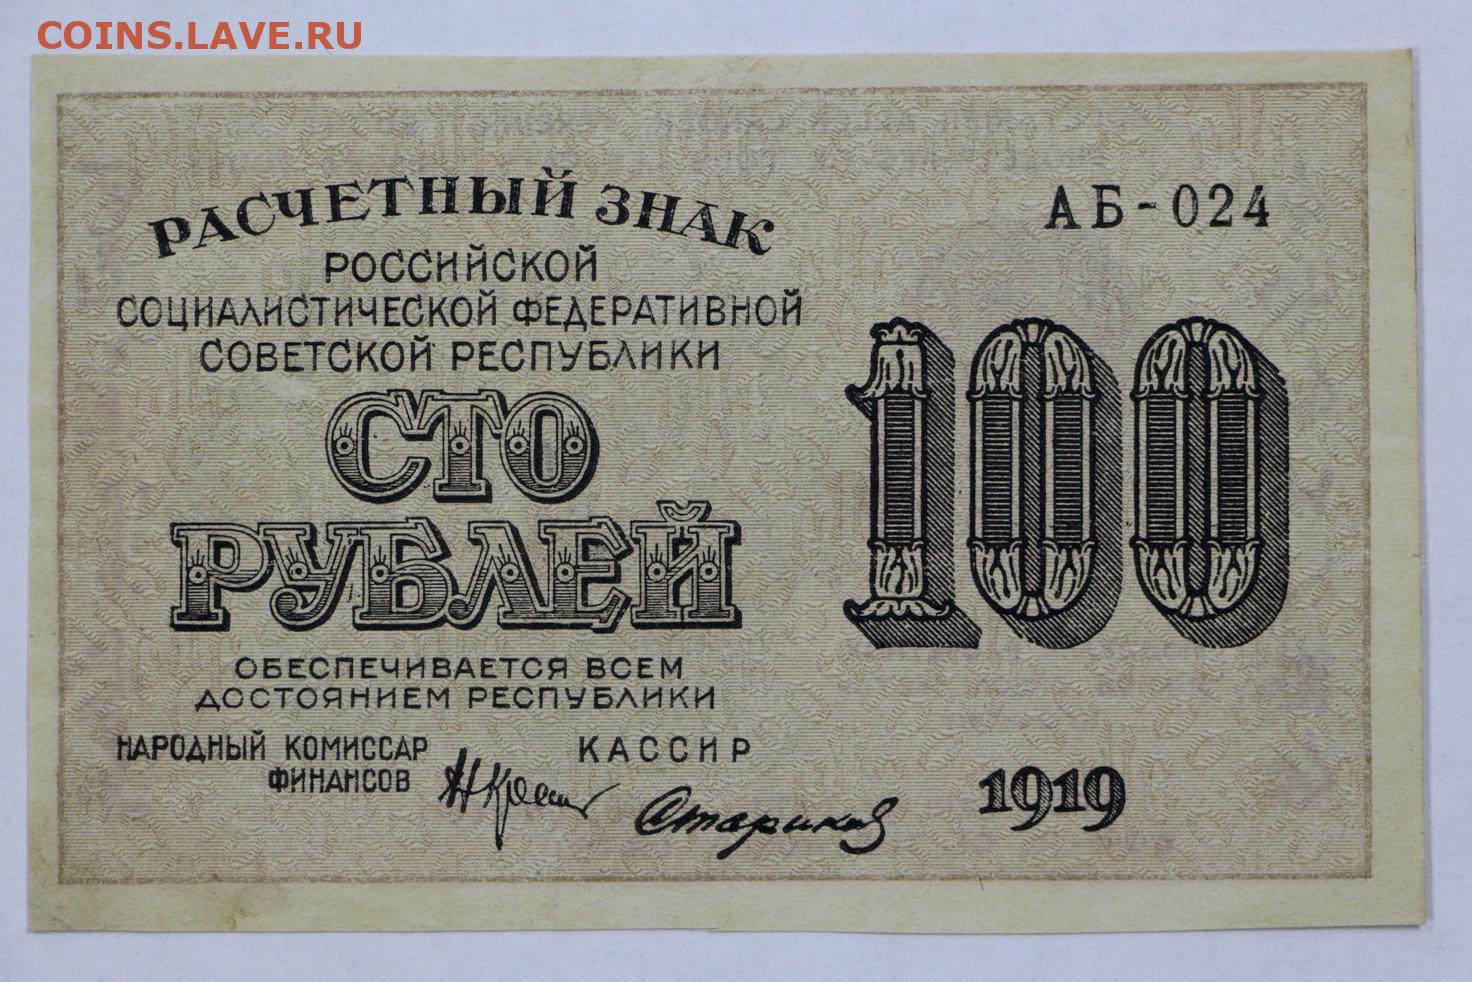 COINS.LAVE.RU
РАСЧЕТНЫЙ ЗНАК
РОССИЙСКОЙ
СОЦИАЛИСТИЧЕСКОЙ ФЕДЕРАТИВНОЙ
СОВЕТСКОЙ РЕСПУБЛИКИ
АБ-024
СТО
РУБЛЕЙ
100
ОБЕСПЕЧИВАЕТСЯ ВСЕМ
ДОСТОЯНИЕМ РЕСПУБЛИКИ
НАРОДНЫЙ КОМИССАР
ФИНАНСОВ
КАССИР
Стариков
1919